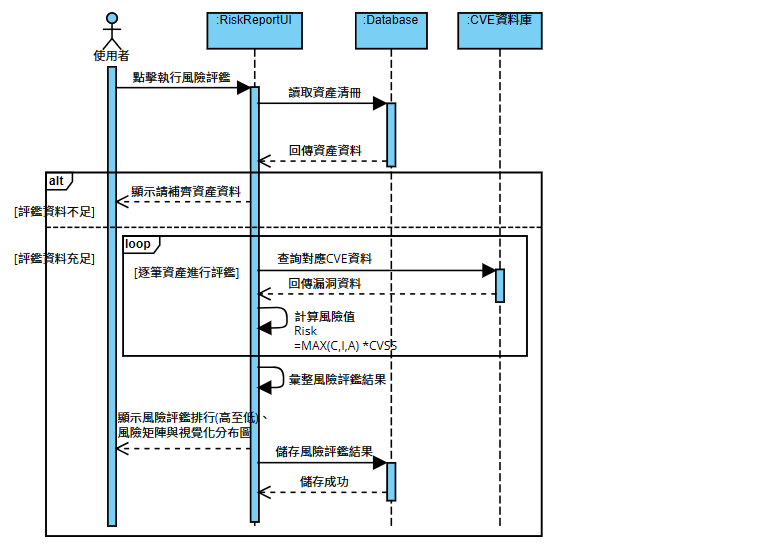 :RiskReportUI
:Database
:CVE資料庫
使用者
點擊執行風險評鑑
讀取資產清冊
回傳資產資料
alt
顯示請補齊資產資料
[評鑑資料不足]
loop
[評鑑資料充足]
查詢對應CVE資料
[逐筆資產進行評鑑]
回傳漏洞資料
計算風險值
Risk
=MAX(C,I,A) *CVSS
彙整風險評鑑結果
顯示風險評鑑排行(高至低)、
風險矩陣與視覺化分布圖
儲存風險評鑑結果
儲存成功